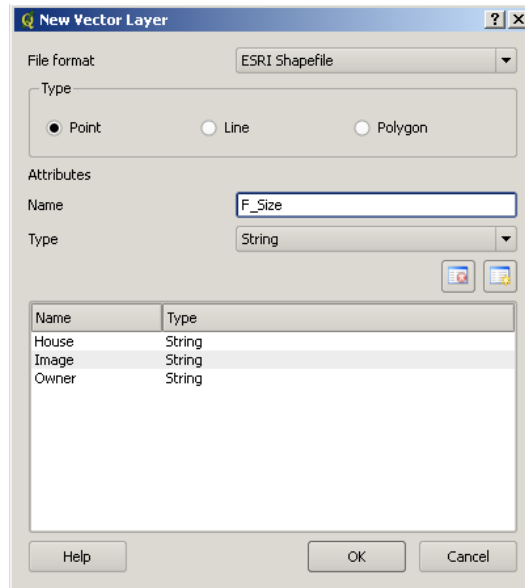 New Vector Layer
File format ESRI Shapefile
Type
Point Line Polygon
Attributes
Name F_Size
Type String
Name Type
House String
Image String
Owner String
Help OK Cancel